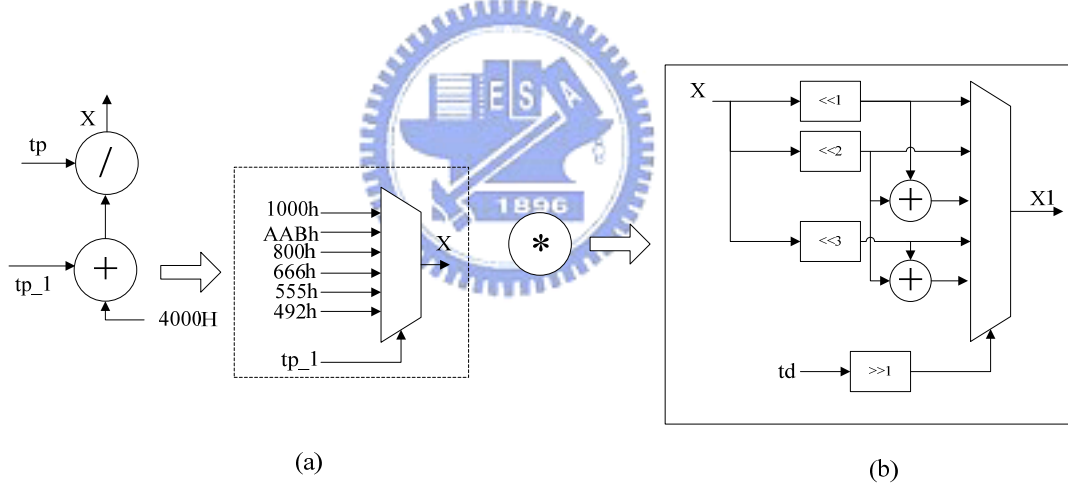 X
tp
/
+
tp_1
4000H
1000h
AABh
800h
666h
555h
492h
X
tp_1
(a)
E S A
1896
*
X
<<1
<<2
+
<<3
+
X1
td
>>1
(b)